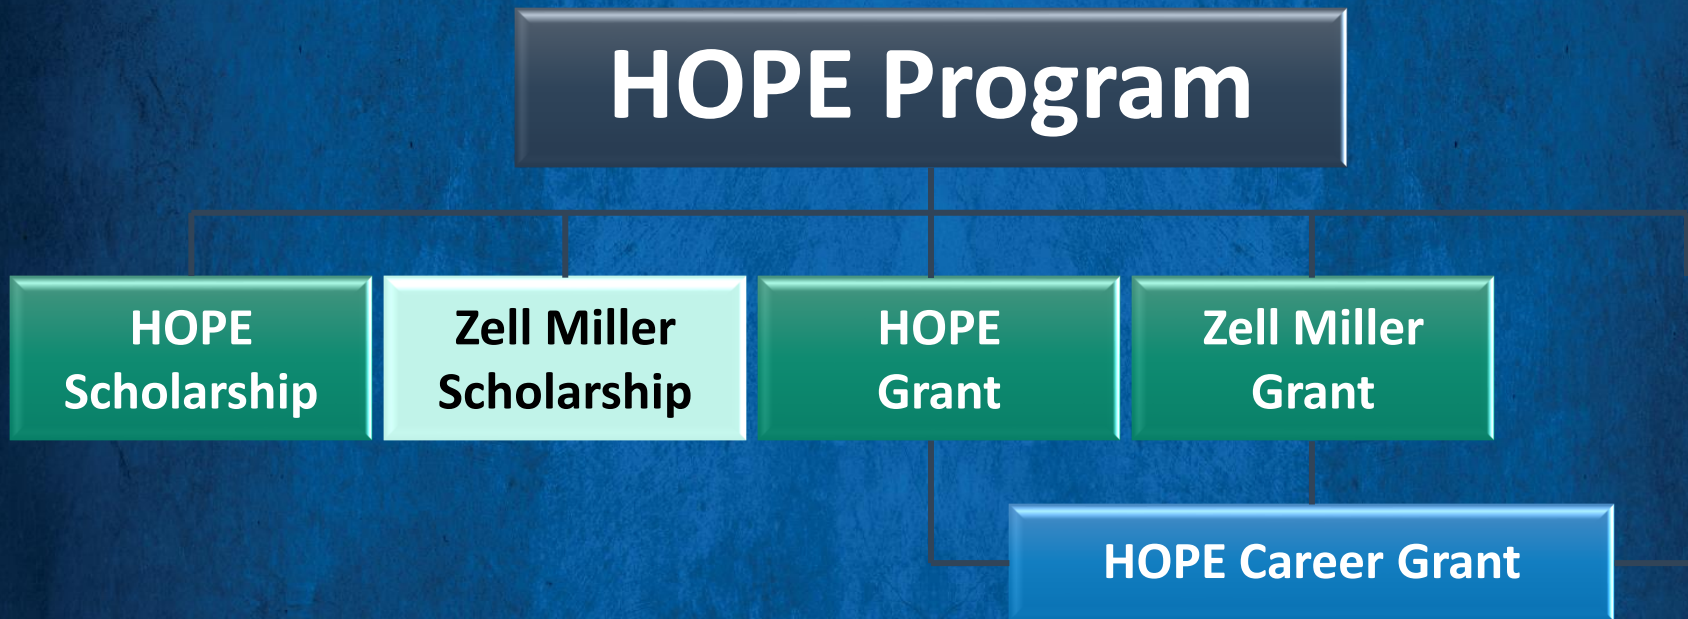 HOPE Program
HOPE
Scholarship
Zell Miller
Scholarship
HOPE
Grant
Zell Miller
Grant
HOPE Career Grant